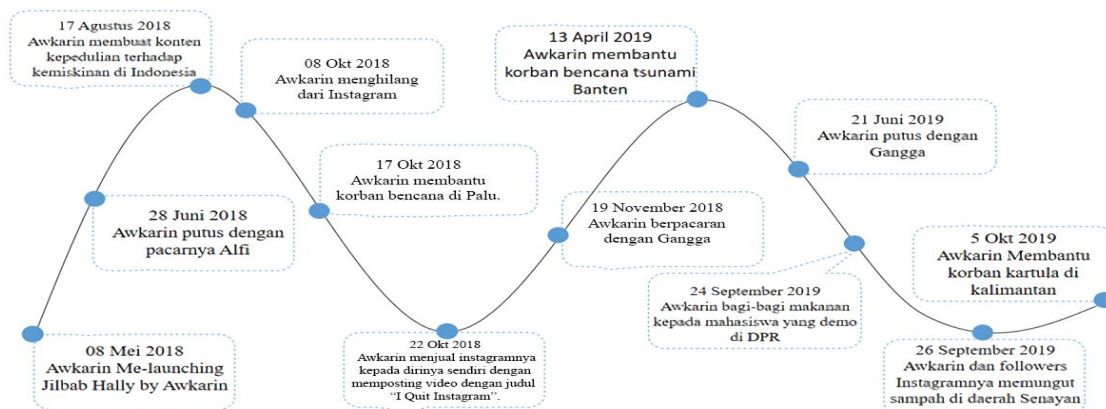 17 Agustus 2018
Awkarin membuat konten
kepedulian terhadap
kemiskinan di Indonesia
08 Okt 2018
Awkarin menghilang
dari Instagram
13 April 2019
Awkarin membantu
korban bencana tsunami
Banten
21 Juni 2019
Awkarin putus dengan
Gangga
17 Okt 2018
Awkarin membantu
korban bencana di Palu.
28 Juni 2018
Awkarin putus dengan
pacarnya Alfi
19 November 2018
Awkarin berpacaran
dengan Gangga
5 Okt 2019
Awkarin Membantu
korban kartula di
kalimantan
24 September 2019
Awkarin bagi-bagi makanan
kepada mahasiswa yang demo
di DPR
08 Mei 2018
Awkarin Me-launching
Jilbab Hally by Awkarin
22 Okt 2018
Awkarin menjual instagramnya
kepada dirinya sendiri dengan
memposting video dengan judul
“I Quit Instagram”.
26 September 2019
Awkarin dan followers
Instagramnya memungut
sampah di daerah Senayan